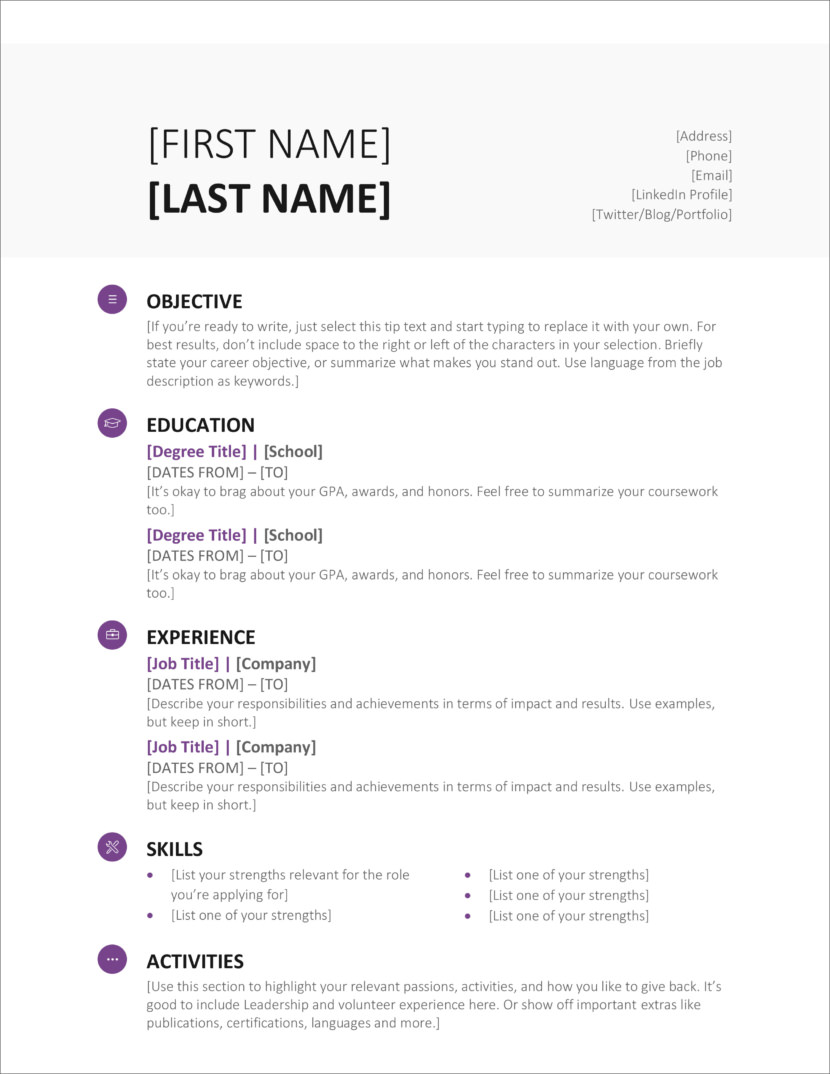 [FIRST NAME]
[LAST NAME]
[Address]
[Phone]
[Email]
[LinkedIn Profile]
[Twitter/Blog/Portfolio]
OBJECTIVE
[If you’re ready to write, just select this tip text and start typing to replace it with your own. For
best results, don’t include space to the right or left of the characters in your selection. Briefly
state your career objective, or summarize what makes you stand out. Use language from the job
description as keywords.]
EDUCATION
[Degree Title] | [School]
[DATES FROM] – [TO]
[It’s okay to brag about your GPA, awards, and honors. Feel free to summarize your coursework
too.]
[Degree Title] | [School]
[DATES FROM] – [TO]
[It’s okay to brag about your GPA, awards, and honors. Feel free to summarize your coursework
too.]
EXPERIENCE
[Job Title] | [Company]
[DATES FROM] – [TO]
[Describe your responsibilities and achievements in terms of impact and results. Use examples,
but keep in short.]
[Job Title] | [Company]
[DATES FROM] – [TO]
[Describe your responsibilities and achievements in terms of impact and results. Use examples,
but keep in short.]
SKILLS
• [List your strengths relevant for the role
you’re applying for]
• [List one of your strengths]
• [List one of your strengths]
• [List one of your strengths]
• [List one of your strengths]
ACTIVITIES
[Use this section to highlight your relevant passions, activities, and how you like to give back. It’s
good to include Leadership and volunteer experience here. Or show off important extras like
publications, certifications, languages and more.]